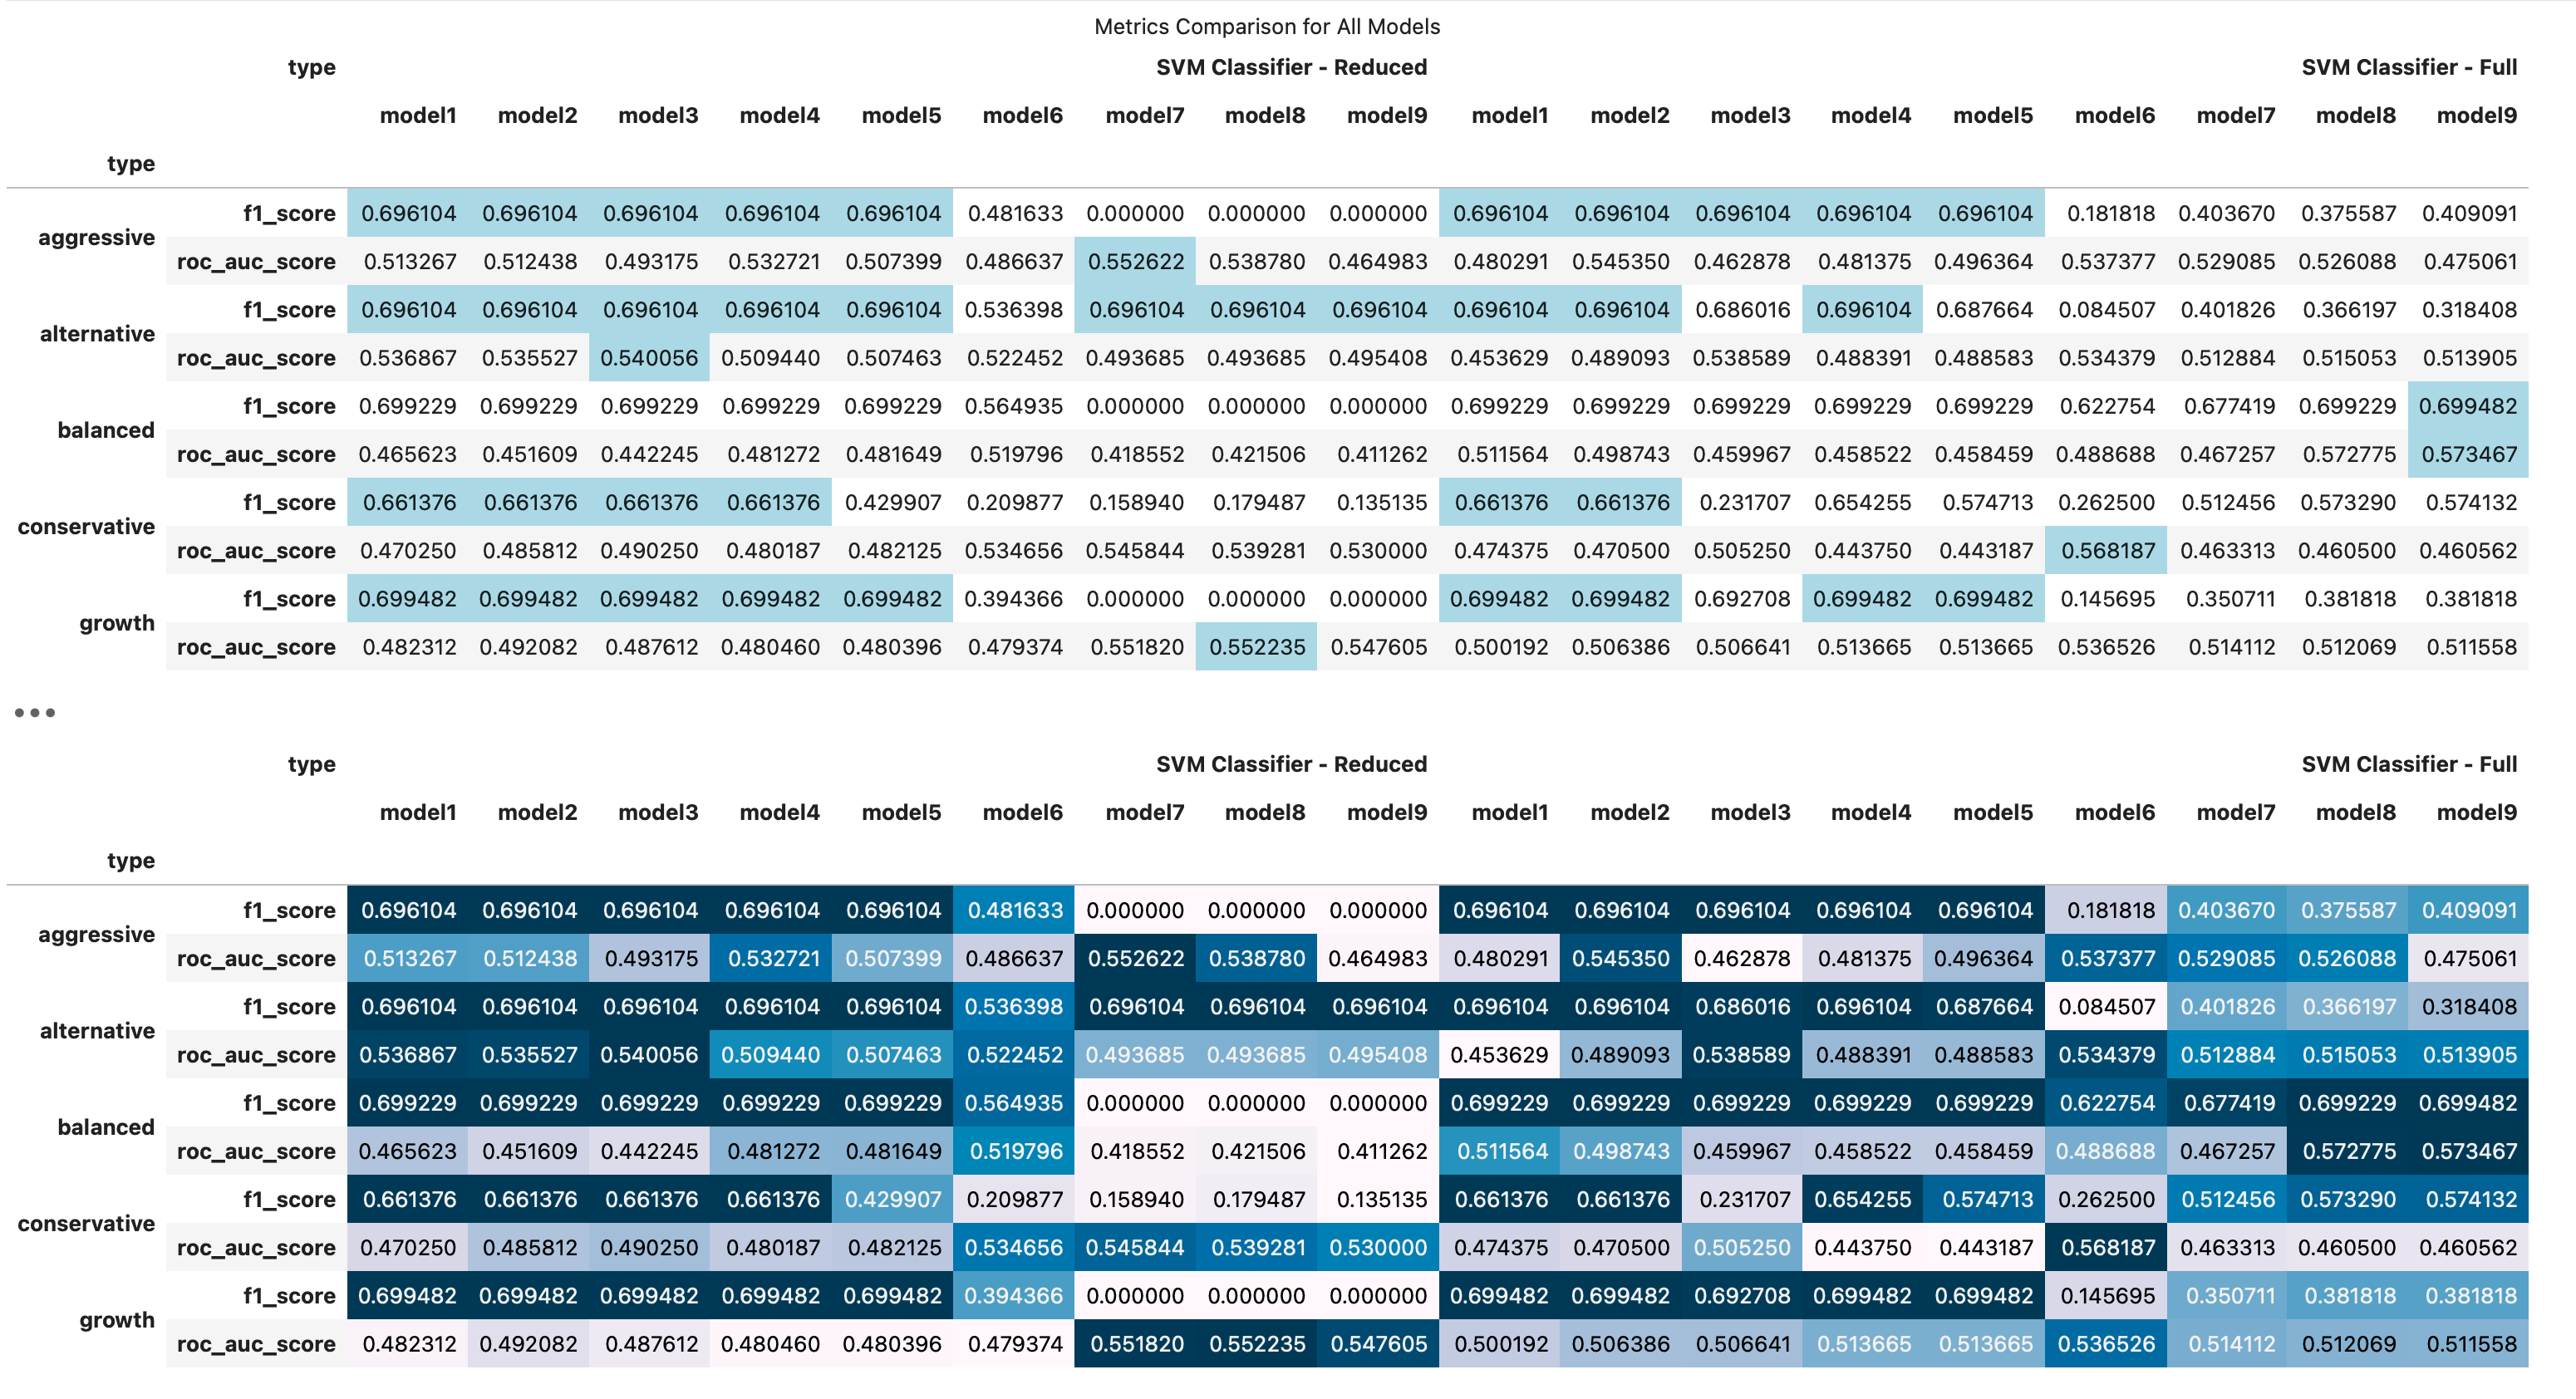 Metrics Comparison for All Models
type SVM Classifier - Reduced SVM Classifier - Full
model1 model2 model3 model4 model5 model6 model7 model8 model9 model1 model2 model3 model4 model5 model6 model7 model8 model9
type
aggressive f1_score 0.696104 0.696104 0.696104 0.696104 0.696104 0.481633 0.000000 0.000000 0.000000 0.696104 0.696104 0.696104 0.696104 0.696104 0.181818 0.403670 0.375587 0.409091
roc_auc_score 0.513267 0.512438 0.493175 0.532721 0.507399 0.486637 0.552622 0.538780 0.464983 0.480291 0.545350 0.462878 0.481375 0.496364 0.537377 0.529085 0.526088 0.475061
alternative f1_score 0.696104 0.696104 0.696104 0.696104 0.696104 0.536398 0.696104 0.696104 0.696104 0.696104 0.696104 0.686016 0.696104 0.687664 0.084507 0.401826 0.366197 0.318408
roc_auc_score 0.536867 0.535527 0.540056 0.509440 0.507463 0.522452 0.493685 0.493685 0.495408 0.453629 0.489093 0.538589 0.488391 0.488583 0.534379 0.512884 0.515053 0.513905
balanced f1_score 0.699229 0.699229 0.699229 0.699229 0.699229 0.564935 0.000000 0.000000 0.000000 0.699229 0.699229 0.699229 0.699229 0.699229 0.622754 0.677419 0.699229 0.699482
roc_auc_score 0.465623 0.451609 0.442245 0.481272 0.481649 0.519796 0.418552 0.421506 0.411262 0.511564 0.498743 0.459967 0.458522 0.458459 0.488688 0.467257 0.572775 0.573467
conservative f1_score 0.661376 0.661376 0.661376 0.661376 0.429907 0.209877 0.158940 0.179487 0.135135 0.661376 0.661376 0.231707 0.654255 0.574713 0.262500 0.512456 0.573290 0.574132
roc_auc_score 0.470250 0.485812 0.490250 0.480187 0.482125 0.534656 0.545844 0.539281 0.530000 0.474375 0.470500 0.505250 0.443750 0.443187 0.568187 0.463313 0.460500 0.460562
growth f1_score 0.699482 0.699482 0.699482 0.699482 0.699482 0.394366 0.000000 0.000000 0.000000 0.699482 0.699482 0.692708 0.699482 0.699482 0.145695 0.350711 0.381818 0.381818
roc_auc_score 0.482312 0.492082 0.487612 0.480460 0.480396 0.479374 0.551820 0.552235 0.547605 0.500192 0.506386 0.506641 0.513665 0.513665 0.536526 0.514112 0.512069 0.511558
•••
type SVM Classifier - Reduced SVM Classifier - Full
model1 model2 model3 model4 model5 model6 model7 model8 model9 model1 model2 model3 model4 model5 model6 model7 model8 model9
type
aggressive f1_score 0.696104 0.696104 0.696104 0.696104 0.696104 0.481633 0.000000 0.000000 0.000000 0.696104 0.696104 0.696104 0.696104 0.696104 0.181818 0.403670 0.375587 0.409091
roc_auc_score 0.513267 0.512438 0.493175 0.532721 0.507399 0.486637 0.552622 0.538780 0.464983 0.480291 0.545350 0.462878 0.481375 0.496364 0.537377 0.529085 0.526088 0.475061
alternative f1_score 0.696104 0.696104 0.696104 0.696104 0.696104 0.536398 0.696104 0.696104 0.696104 0.696104 0.696104 0.686016 0.696104 0.687664 0.084507 0.401826 0.366197 0.318408
roc_auc_score 0.536867 0.535527 0.540056 0.509440 0.507463 0.522452 0.493685 0.493685 0.495408 0.453629 0.489093 0.538589 0.488391 0.488583 0.534379 0.512884 0.515053 0.513905
balanced f1_score 0.699229 0.699229 0.699229 0.699229 0.699229 0.564935 0.000000 0.000000 0.000000 0.699229 0.699229 0.699229 0.699229 0.699229 0.622754 0.677419 0.699229 0.699482
roc_auc_score 0.465623 0.451609 0.442245 0.481272 0.481649 0.519796 0.418552 0.421506 0.411262 0.511564 0.498743 0.459967 0.458522 0.458459 0.488688 0.467257 0.572775 0.573467
conservative f1_score 0.661376 0.661376 0.661376 0.661376 0.429907 0.209877 0.158940 0.179487 0.135135 0.661376 0.661376 0.231707 0.654255 0.574713 0.262500 0.512456 0.573290 0.574132
roc_auc_score 0.470250 0.485812 0.490250 0.480187 0.482125 0.534656 0.545844 0.539281 0.530000 0.474375 0.470500 0.505250 0.443750 0.443187 0.568187 0.463313 0.460500 0.460562
growth f1_score 0.699482 0.699482 0.699482 0.699482 0.699482 0.394366 0.000000 0.000000 0.000000 0.699482 0.699482 0.692708 0.699482 0.699482 0.145695 0.350711 0.381818 0.381818
roc_auc_score 0.482312 0.492082 0.487612 0.480460 0.480396 0.479374 0.551820 0.552235 0.547605 0.500192 0.506386 0.506641 0.513665 0.513665 0.536526 0.514112 0.512069 0.511558